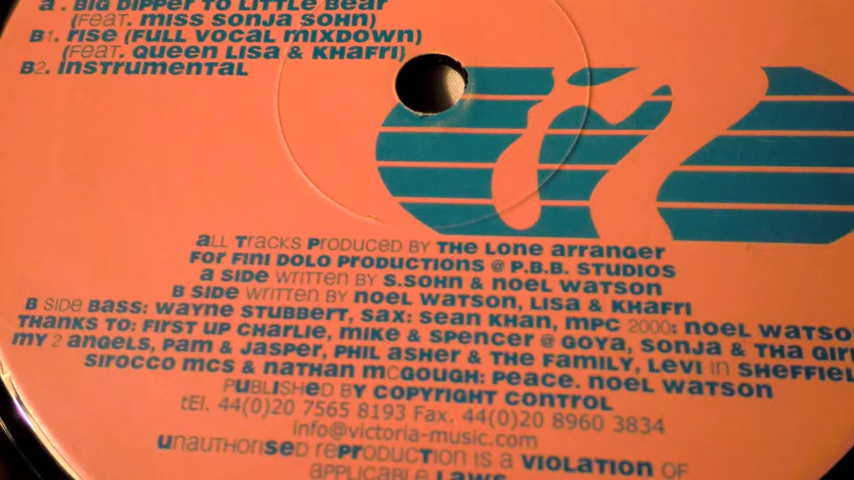 a. BIG DIPPER TO LITTLE Bear
(FeaT. MISS SONJA SOHN)
B1. rISe (FULL VOCAL MIXDOWN)
(FeaT. QUEEN LISA & KHaFrI)
B2. INSTrUMeNTaL
aLL TracKS PrODUCeD BY THE LONE arranGer
FOR FINI DOLO PRODUCTIONS @ P.B.B. STUDIOS
a SIDE WrITTEN BY S.SOHN & NOEL WATSON
B SIDE WrITTEN BY NOEL WATSON, LISA & KHAFRI
B SIDE BASS: WAYNE STUBBERT, SAX: SEAN KHAN, MPC 2000: NOEL WATSO
THANKS TO: FIRST UP CHARLIE, MIKE & SPENCER @ GOYA, SONJA & THA GIR
MY 2 ANGELS, PAM & JASPER, PHIL ASHER & THE FAMILY, LEVI IN SHEFFIEL
SIROCCO MCS & NATHAN McGOUGH: PEACE. NOEL WATSON
PUBLISHED BY COPYRIGHT CONTROL
tEl. 44(0)20 7565 8193 Fax. 44(0)20 8960 3834
info@victoria-music.com
UNAUTHORISED rePRODUCTION IS A VIOLATION OF
APPLICABLE LAWS